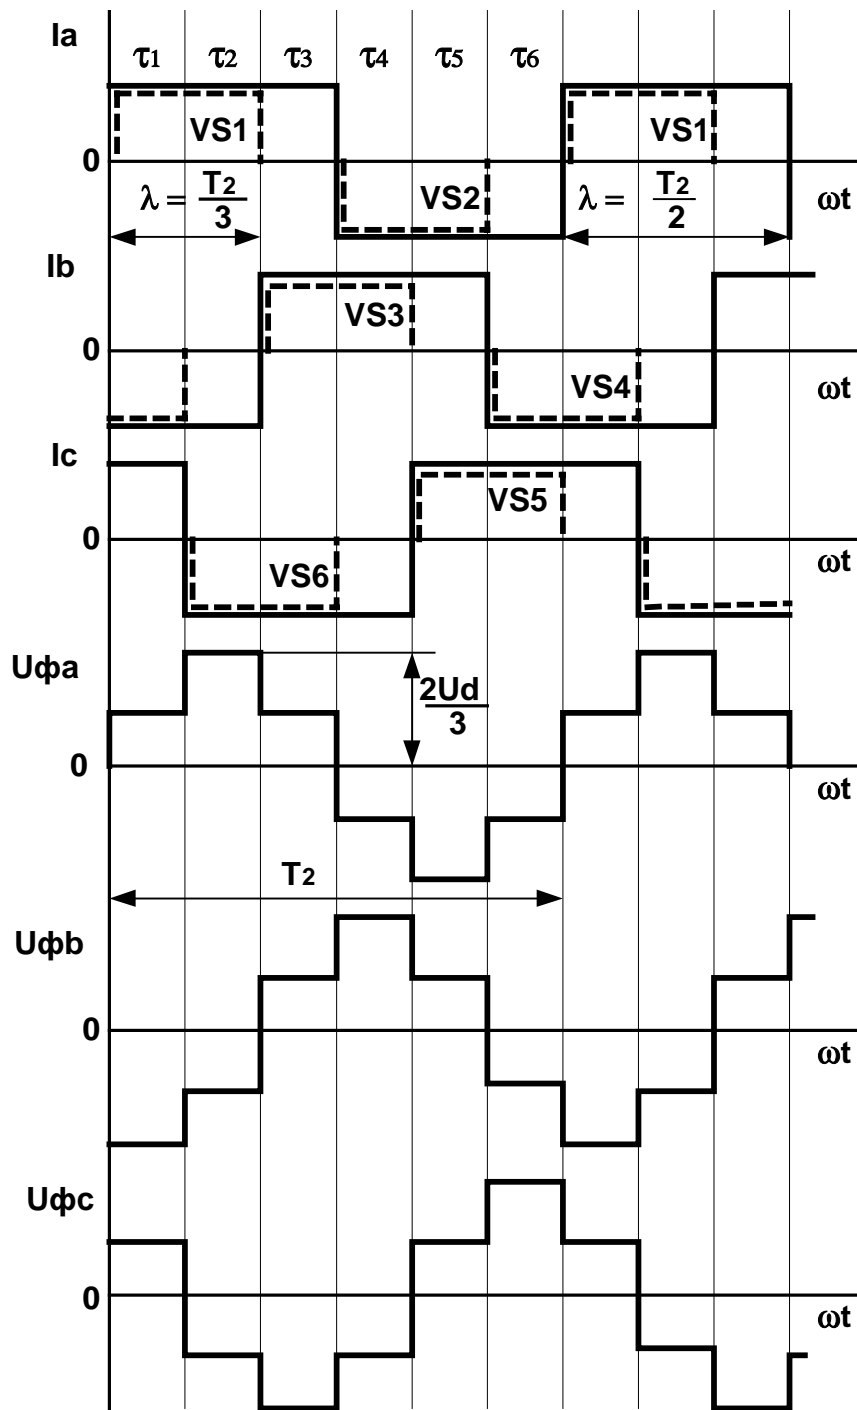 Ia
τ1 τ2 τ3 τ4 τ5 τ6
VS1 VS1
0
λ = T2/3 VS2 λ = T2/2 ωt
Ib
VS3
0
VS4 ωt
Ic
VS5
0
VS6 ωt
Uфa
2Ud/3
0
ωt
T2
Uфb
0
ωt
Uфc
0
ωt